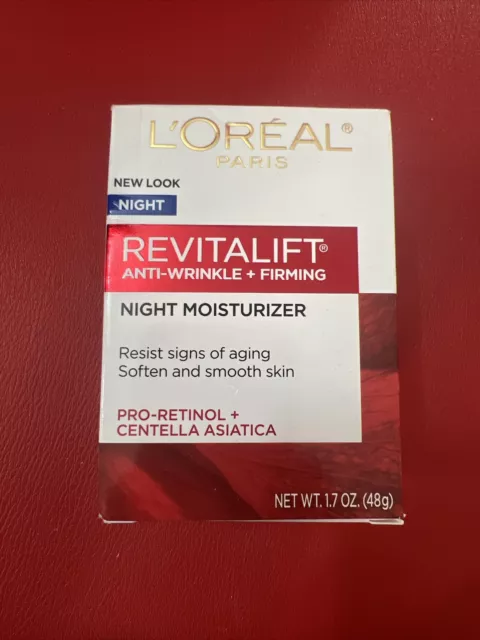 L'ORÉAL®
PARIS
NEW LOOK
NIGHT
REVITALIFT®
ANTI-WRINKLE + FIRMING
NIGHT MOISTURIZER
Resist signs of aging
Soften and smooth skin
PRO-RETINOL +
CENTELLA ASIATICA
NET WT. 1.7 OZ. (48g)